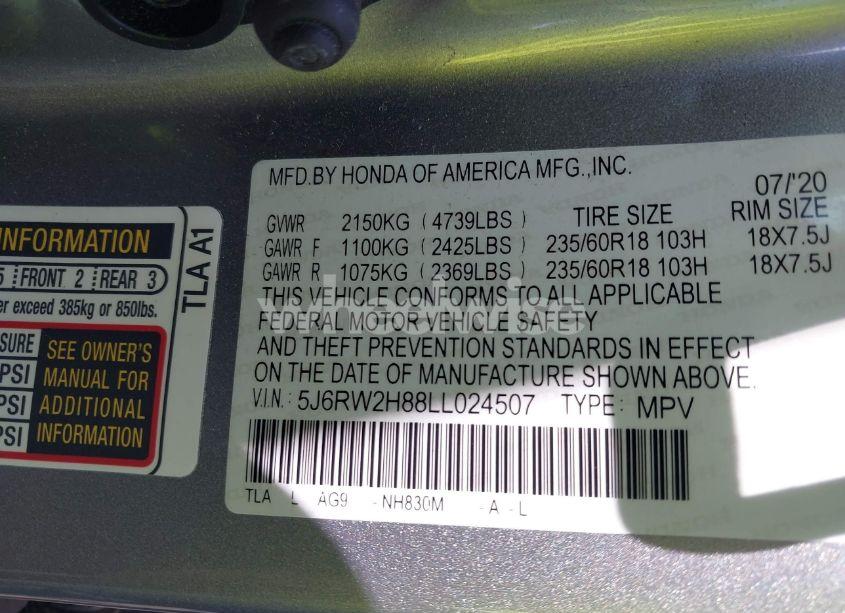 MFD.BY HONDA OF AMERICA MFG.,INC.
07/'20
GVWR 2150KG (4739LBS) TIRE SIZE RIM SIZE
GAWR F 1100KG (2425LBS) 235/60R18 103H 18X7.5J
GAWR R 1075KG (2369LBS) 235/60R18 103H 18X7.5J
THIS VEHICLE CONFORMS TO ALL APPLICABLE
FEDERAL MOTOR VEHICLE SAFETY
AND THEFT PREVENTION STANDARDS IN EFFECT
ON THE DATE OF MANUFACTURE SHOWN ABOVE.
V.I.N.: 5J6RW2H88LL024507 TYPE: MPV
TLA L AG9 -NH830M -A -L
TLA A1
INFORMATION
5 FRONT 2 REAR 3
er exceed 385kg or 850lbs.
SURE
PSI
PSI
SEE OWNER'S
MANUAL FOR
ADDITIONAL
INFORMATION